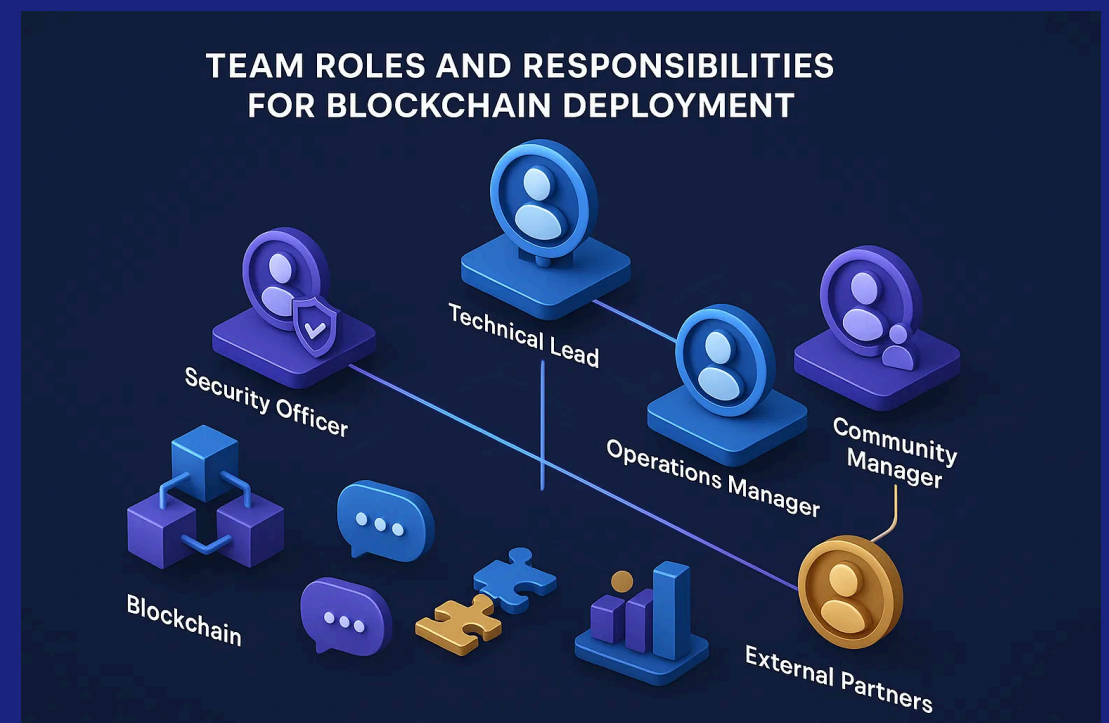 TEAM ROLES AND RESPONSIBILITIES
FOR BLOCKCHAIN DEPLOYMENT
Technical Lead
Security Officer
Operations Manager
Community
Manager
Blockchain
External Partners